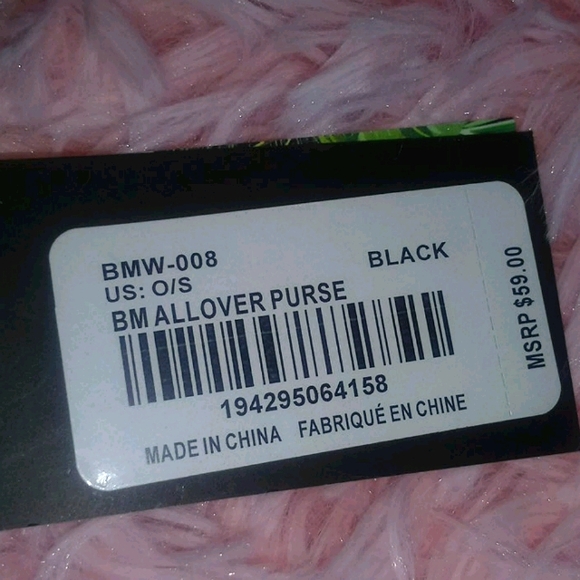 BMW-008 BLACK
US: O/S
BM ALLOVER PURSE
194295064158
MADE IN CHINA FABRIQUÉ EN CHINE
MSRP $59.00